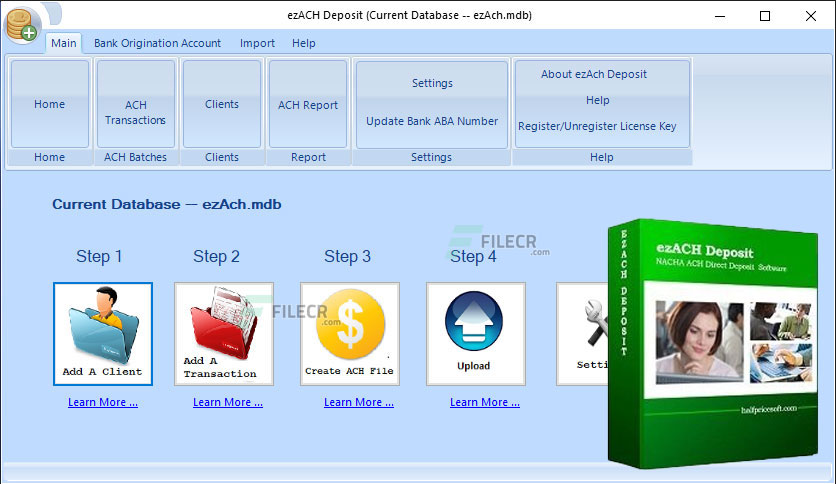 ezACH Deposit (Current Database -- ezAch.mdb)
Main Bank Origination Account Import Help
Home
ACH
Transactions
Clients
ACH Report
Settings
Update Bank ABA Number
About ezAch Deposit
Help
Register/Unregister License Key
Home ACH Batches Clients Report Settings Help
Current Database -- ezAch.mdb
FILECR
.com
Step 1 Step 2 Step 3 Step 4
Add A Client
Add A
Transaction
FILECR
.com
Create ACH File
Upload
Setti
Learn More ... Learn More ... Learn More ... Learn More ...
EZACH DEPOSIT
ezACH Deposit
NACHA ACH Direct Deposit Software
halfpricesoft.com